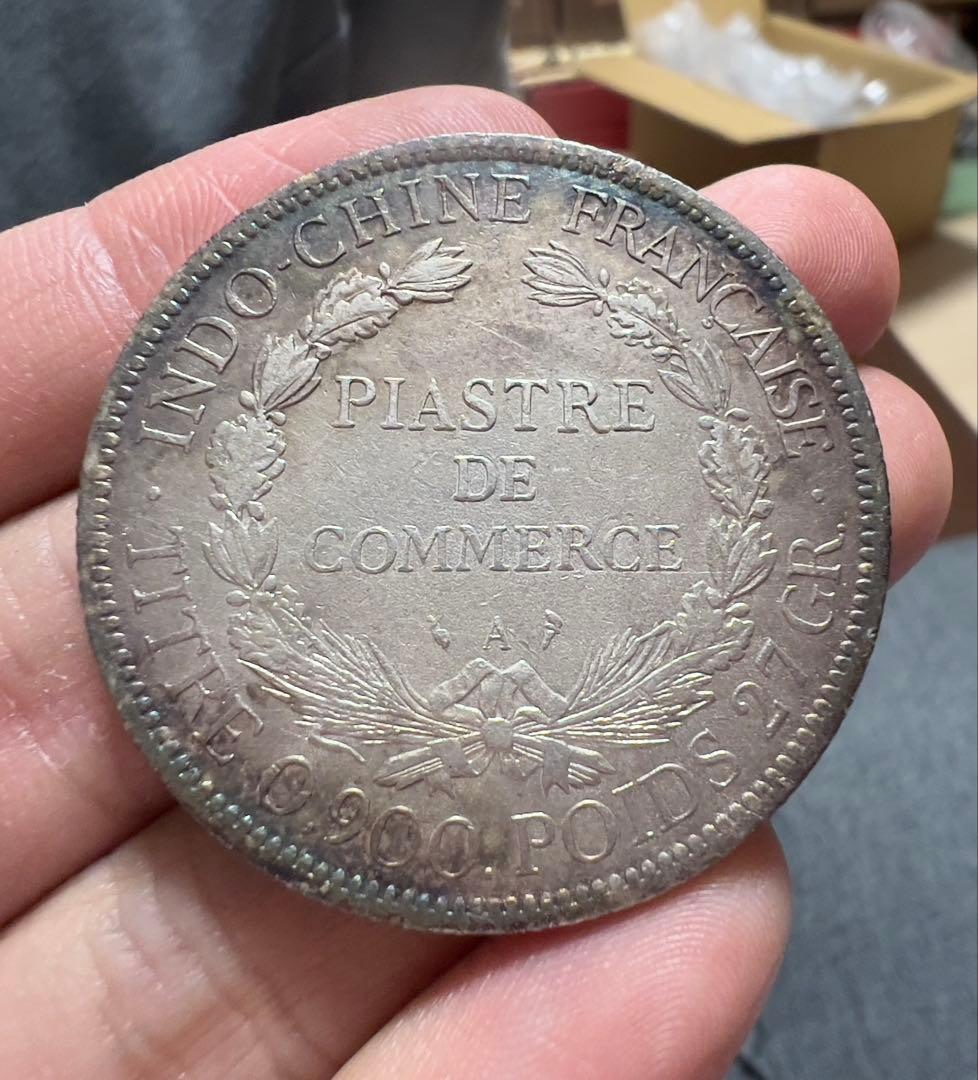 INDO-CHINE FRANÇAISE
PIASTRE
DE
COMMERCE
A
· TITRE 0,900. POIDS 27 GR. ·